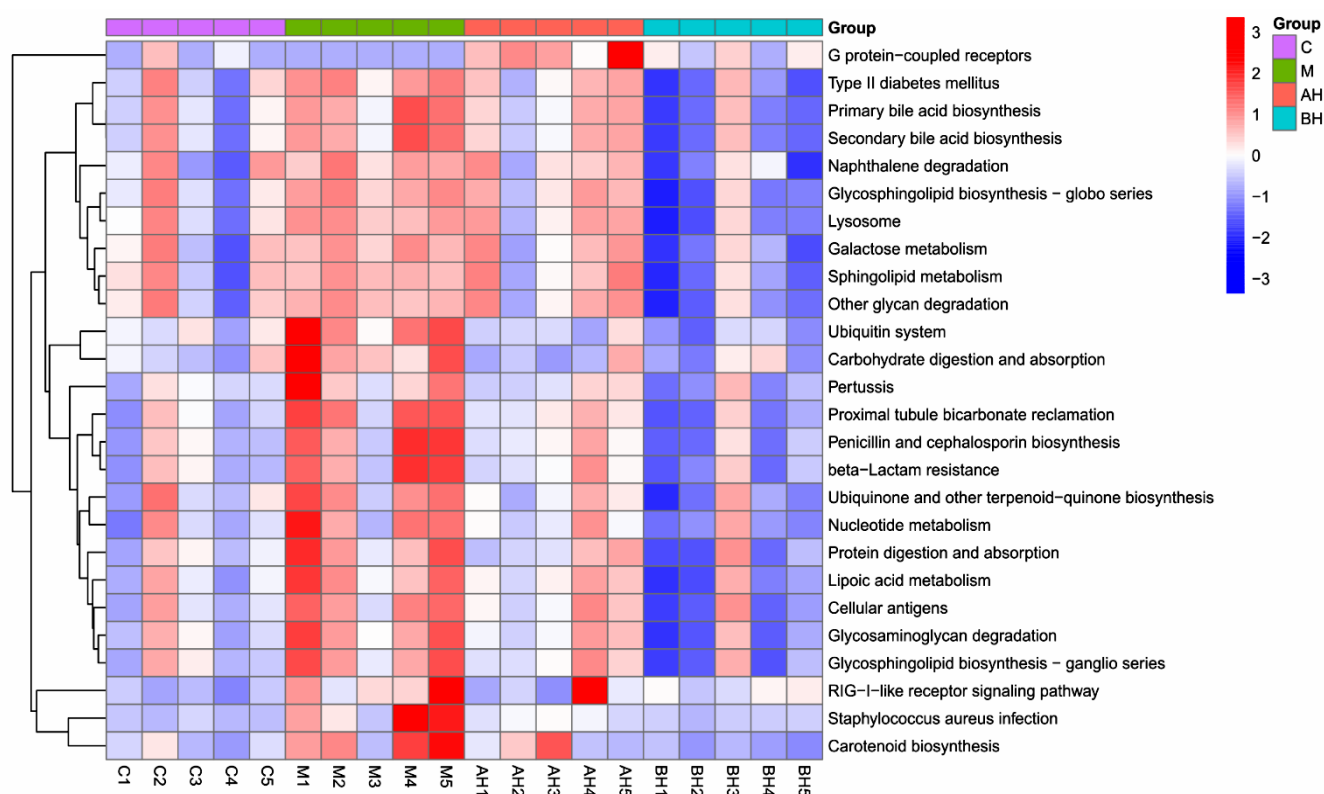 Group
G protein−coupled receptors
Type II diabetes mellitus
Primary bile acid biosynthesis
Secondary bile acid biosynthesis
Naphthalene degradation
Glycosphingolipid biosynthesis − globo series
Lysosome
Galactose metabolism
Sphingolipid metabolism
Other glycan degradation
Ubiquitin system
Carbohydrate digestion and absorption
Pertussis
Proximal tubule bicarbonate reclamation
Penicillin and cephalosporin biosynthesis
beta−Lactam resistance
Ubiquinone and other terpenoid−quinone biosynthesis
Nucleotide metabolism
Protein digestion and absorption
Lipoic acid metabolism
Cellular antigens
Glycosaminoglycan degradation
Glycosphingolipid biosynthesis − ganglio series
RIG−I−like receptor signaling pathway
Staphylococcus aureus infection
Carotenoid biosynthesis
C1 C2 C3 C4 C5 M1 M2 M3 M4 M5 AH1 AH2 AH3 AH4 AH5 BH1 BH2 BH3 BH4 BH5
3
2
1
0
−1
−2
−3
Group
C
M
AH
BH